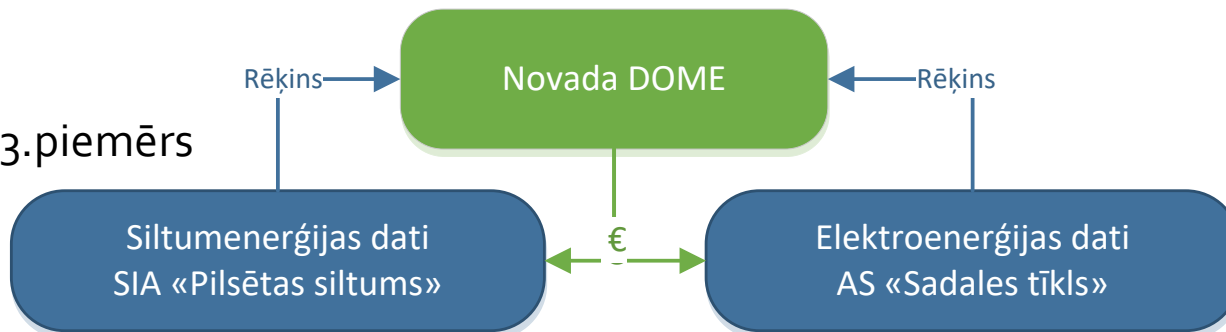 Novada DOME
Rēķins
Rēķins
3.piemērs
Siltumenerģijas dati
SIA «Pilsētas siltums»
€
Elektroenerģijas dati
AS «Sadales tīkls»